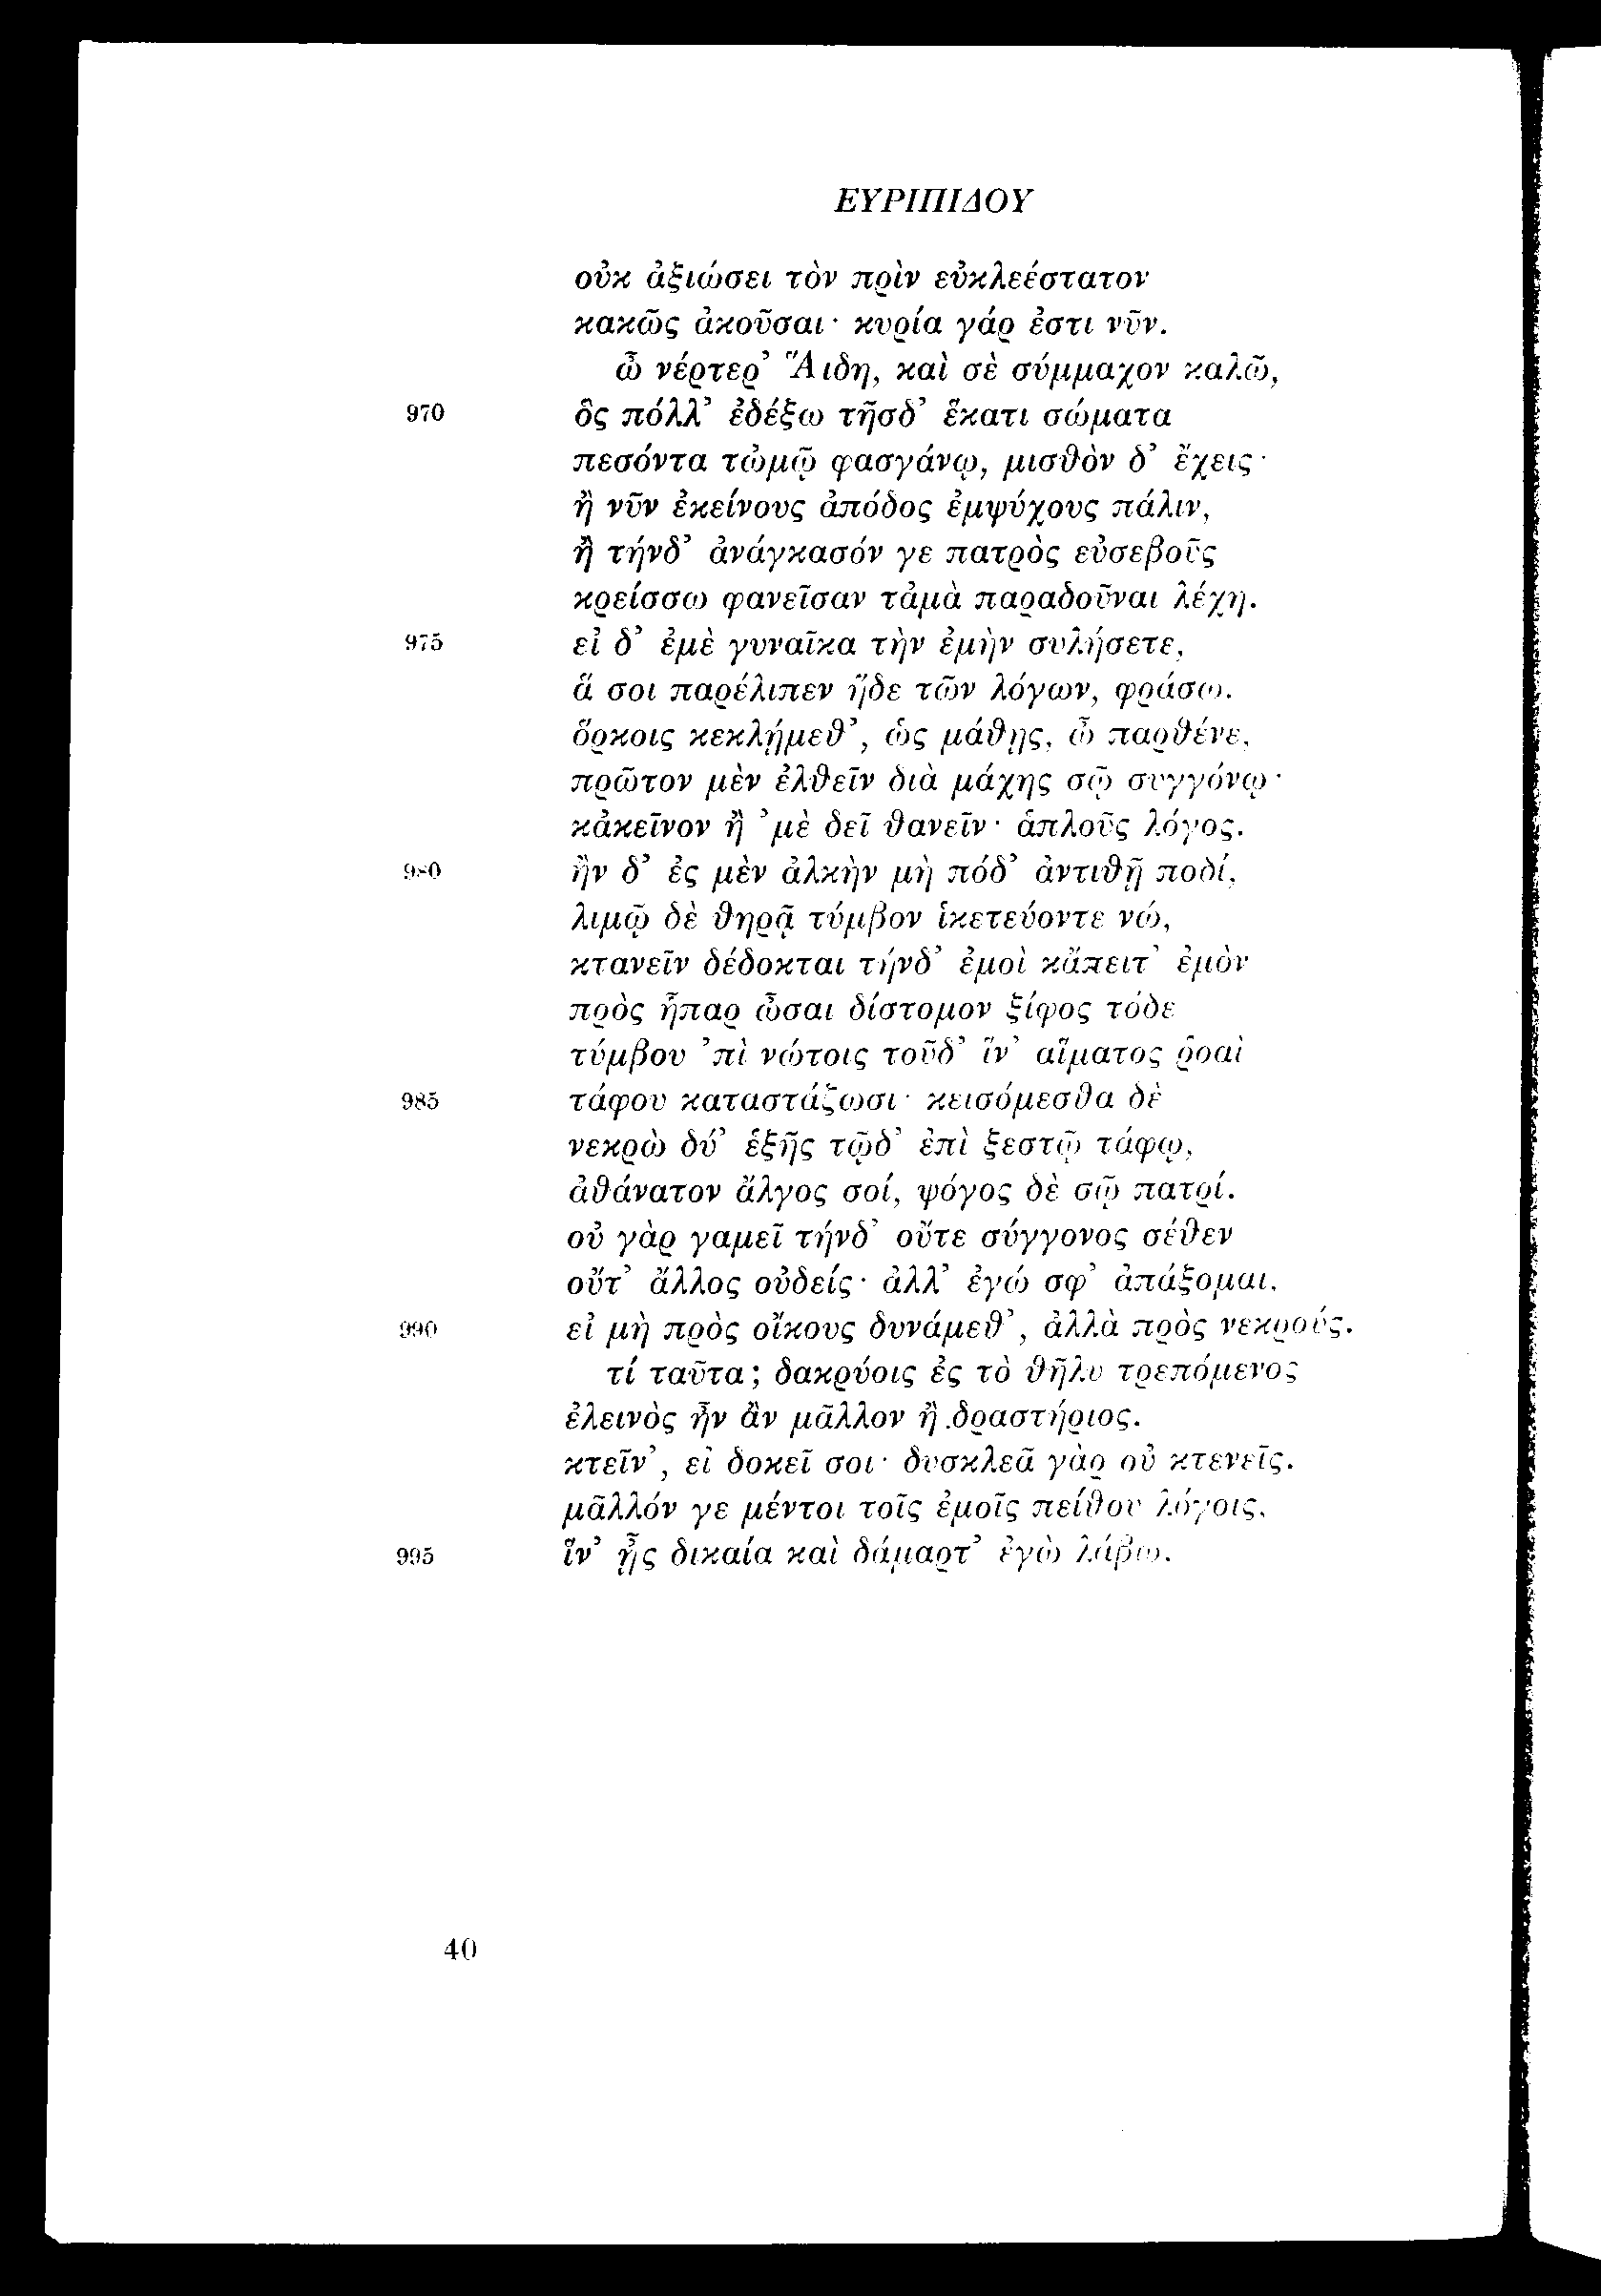 ΕΥΡΙΠΙΔΟΥ
οὐκ ἀξιώσει τὸν πρὶν εὐκλεέστατον
κακῶς ἀκοῦσαι· κυρία γάρ ἐστι νῦν.
ὦ νέρτερ’ Ἅιδη, καὶ σὲ σύμμαχον καλῶ,
970 ὃς πόλλ’ ἐδέξω τῆσδ’ ἕκατι σώματα
πεσόντα τὠμῷ φασγάνῳ, μισθὸν δ’ ἔχεις·
ἢ νῦν ἐκείνους ἀπόδος ἐμψύχους πάλιν,
ἢ τήνδ’ ἀνάγκασόν γε πατρὸς εὐσεβοῦς
κρείσσω φανεῖσαν τἀμὰ παραδοῦναι λέχη.
975 εἰ δ’ ἐμὲ γυναῖκα τὴν ἐμὴν συλήσετε,
ἅ σοι παρέλιπεν ἥδε τῶν λόγων, φράσω.
ὅρκοις κεκλῄμεθ’, ὡς μάθῃς, ὦ παρθένε,
πρῶτον μὲν ἐλθεῖν διὰ μάχης σῷ συγγόνῳ·
κἀκεῖνον ἢ ’μὲ δεῖ θανεῖν· ἁπλοῦς λόγος.
980 ἢν δ’ ἐς μὲν ἀλκὴν μὴ πόδ’ ἀντιθῇ ποδί,
λιμῷ δὲ θηρᾷ τύμβον ἱκετεύοντε νώ,
κτανεῖν δέδοκται τήνδ’ ἐμοὶ κἄπειτ’ ἐμὸν
πρὸς ἧπαρ ὦσαι δίστομον ξίφος τόδε
τύμβου ’πὶ νώτοις τοῦδ’ ἵν’ αἵματος ῥοαὶ
985 τάφου καταστάζωσι· κεισόμεσθα δὲ
νεκρὼ δύ’ ἑξῆς τῷδ’ ἐπὶ ξεστῷ τάφῳ,
ἀθάνατον ἄλγος σοί, ψόγος δὲ σῷ πατρί.
οὐ γὰρ γαμεῖ τήνδ’ οὔτε σύγγονος σέθεν
οὔτ’ ἄλλος οὐδείς· ἀλλ’ ἐγώ σφ’ ἀπάξομαι,
990 εἰ μὴ πρὸς οἴκους δυνάμεθ’, ἀλλὰ πρὸς νεκρούς.
τί ταῦτα; δακρύοις ἐς τὸ θῆλυ τρεπόμενος
ἐλεινὸς ἦν ἂν μᾶλλον ἢ δραστήριος.
κτεῖν’, εἰ δοκεῖ σοι· δυσκλεᾶ γὰρ οὐ κτενεῖς.
μᾶλλόν γε μέντοι τοῖς ἐμοῖς πείθου λόγοις,
995 ἵν’ ᾖς δικαία καὶ δάμαρτ’ ἐγὼ λάβω.
40